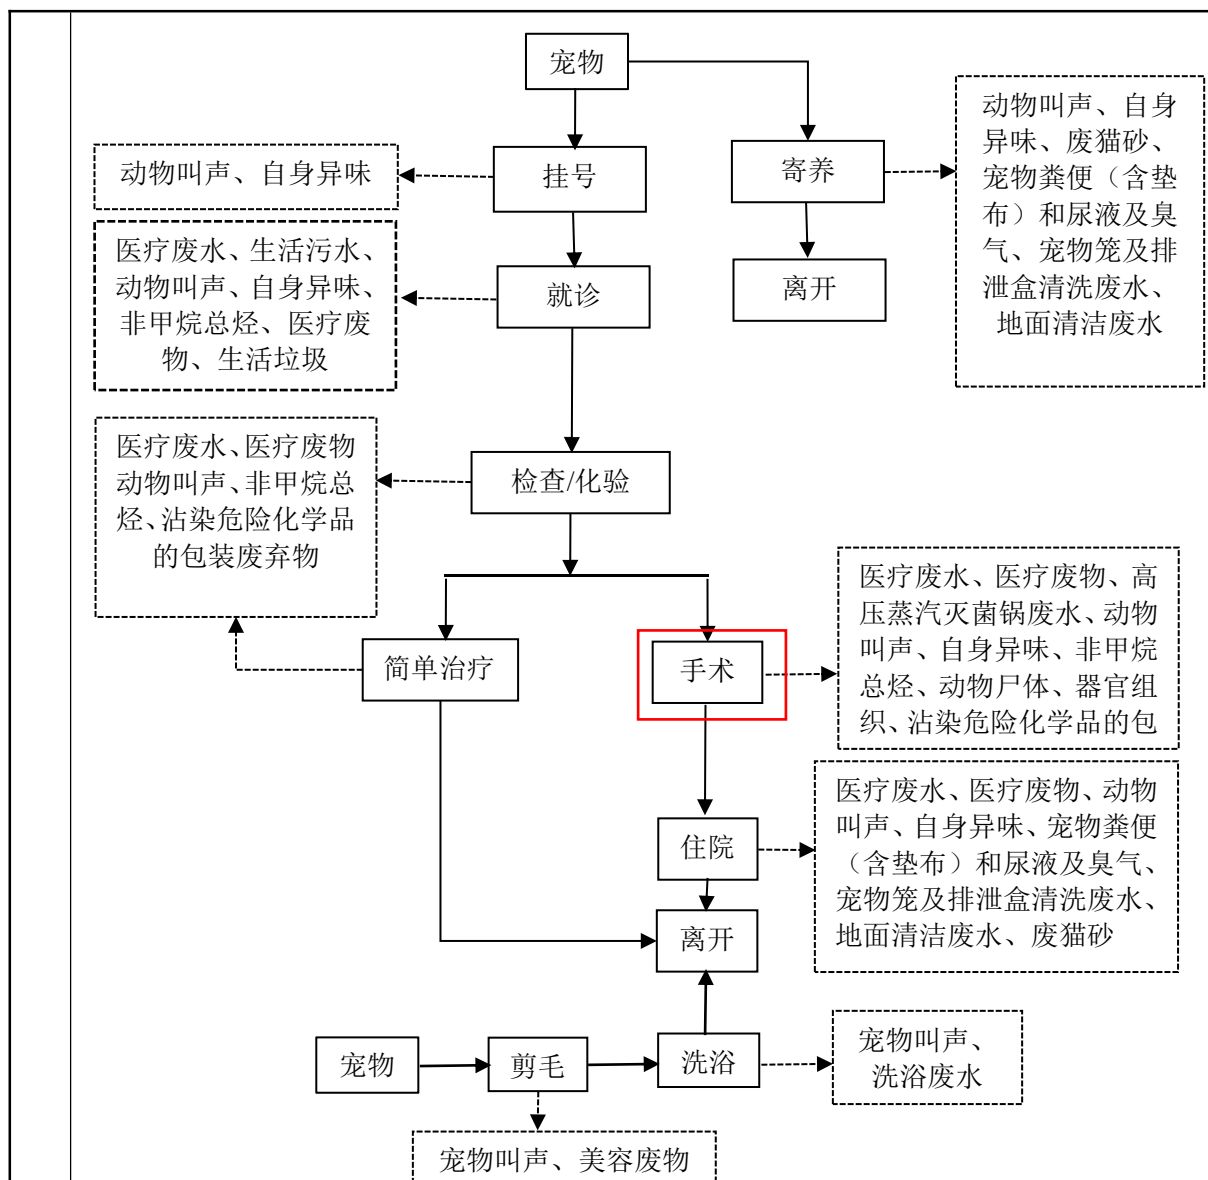 宠物
动物叫声、自身异味
挂号
寄养
动物叫声、自身
异味、废猫砂、
宠物粪便（含垫
布）和尿液及臭
气、宠物笼及排
泄盒清洗废水、
地面清洁废水
医疗废水、生活污水、
动物叫声、自身异味、
非甲烷总烃、医疗废
物、生活垃圾
就诊
离开
医疗废水、医疗废物
动物叫声、非甲烷总
烃、沾染危险化学品
的包装废弃物
检查/化验
简单治疗
手术
医疗废水、医疗废物、高
压蒸汽灭菌锅废水、动物
叫声、自身异味、非甲烷
总烃、动物尸体、器官组
织、沾染危险化学品的包
住院
医疗废水、医疗废物、动物
叫声、自身异味、宠物粪便
（含垫布）和尿液及臭气、
宠物笼及排泄盒清洗废水、
地面清洁废水、废猫砂
离开
宠物
剪毛
洗浴
宠物叫声、
洗浴废水
宠物叫声、美容废物